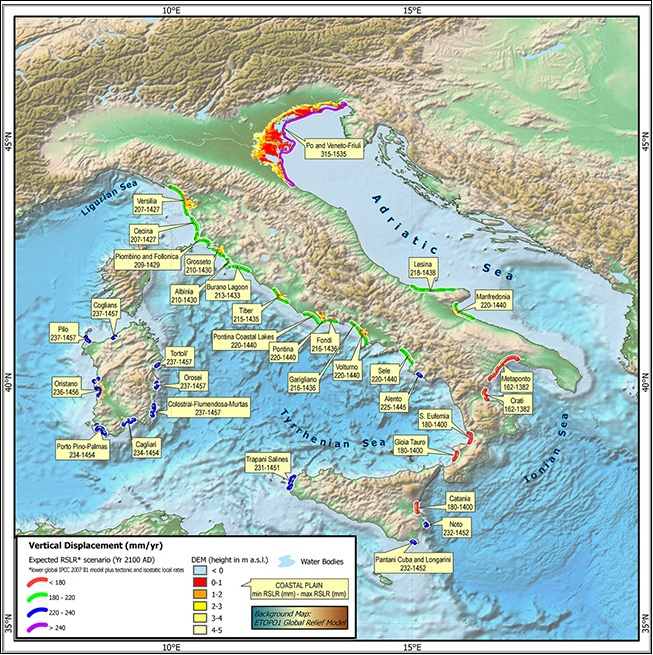 10°E
15°E
45°N
45°N
40°N
40°N
35°N
35°N
10°E
15°E
Po and Veneto-Friuli
315-1535
Ligurian Sea
Versilia
207-1427
Cecina
207-1427
Piombino and Follonica
209-1429
Grosseto
210-1430
Albinia
210-1430
Burano Lagoon
213-1433
Tiber
215-1435
Pontina Coastal Lakes
220-1440
Pontina
220-1440
Fondi
216-1436
Garigliano
216-1436
Volturno
220-1440
Sele
220-1440
Alento
225-1445
Adriatic Sea
Lesina
218-1438
Manfredonia
220-1440
Metaponto
162-1382
Crati
162-1382
S. Eufemia
180-1400
Gioia Tauro
180-1400
Ionian Sea
Tyrrhenian Sea
Coglians
237-1457
Pilo
237-1457
Tortoli'
237-1457
Orosei
237-1457
Oristano
236-1456
Colostrai-Flumendosa-Murtas
237-1457
Porto Pino-Palmas
234-1454
Cagliari
234-1454
Trapani Salines
231-1451
Catania
180-1400
Noto
232-1452
Pantani Cuba and Longarini
232-1452
Vertical Displacement (mm/yr)
Expected RSLR* scenario (Yr 2100 AD)
*lower global IPCC 2007 B1 model plus tectonic and isostatic local rates
< 180
180 - 220
220 - 240
> 240
DEM (height in m a.s.l.)
< 0
0-1
1-2
2-3
3-4
4-5
Water Bodies
COASTAL PLAIN
min RSLR (mm) - max RSLR (mm)
Background Map:
ETOPO1 Global Relief Model